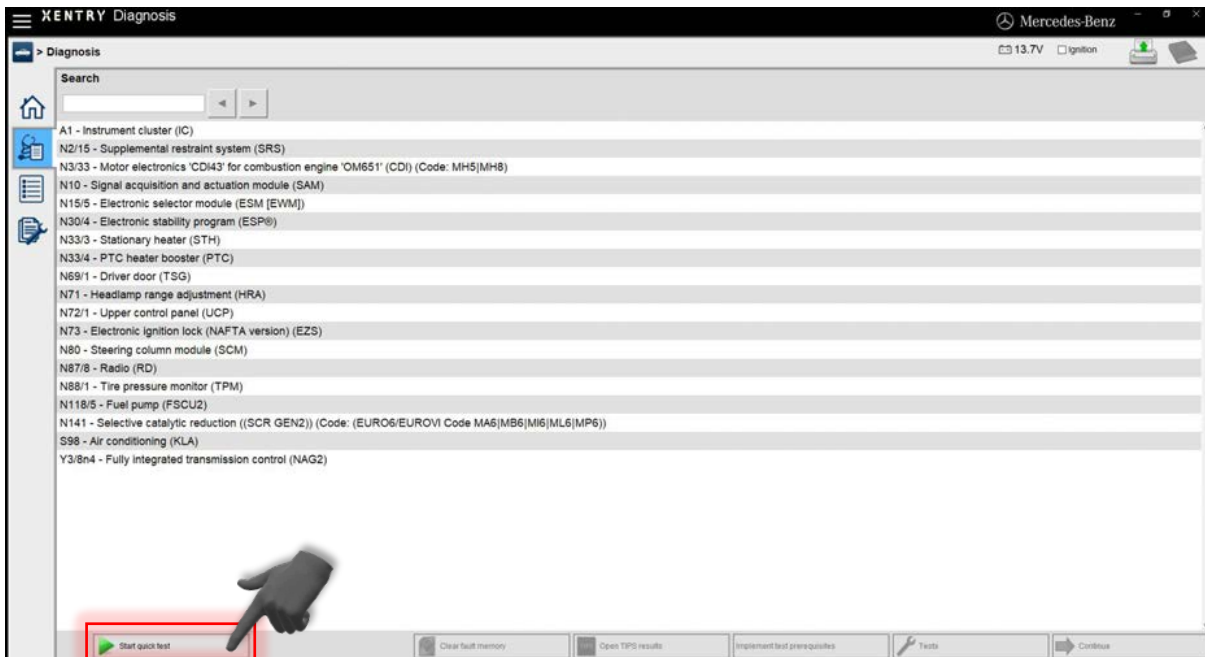 XENTRY Diagnosis
Mercedes-Benz
> Diagnosis
13.7V Ignition
Search
A1 - Instrument cluster (IC)
N2/15 - Supplemental restraint system (SRS)
N3/33 - Motor electronics 'CDI43' for combustion engine 'OM651' (CDI) (Code: MH5|MH8)
N10 - Signal acquisition and actuation module (SAM)
N15/5 - Electronic selector module (ESM [EWM])
N30/4 - Electronic stability program (ESP®)
N33/3 - Stationary heater (STH)
N33/4 - PTC heater booster (PTC)
N69/1 - Driver door (TSG)
N71 - Headlamp range adjustment (HRA)
N72/1 - Upper control panel (UCP)
N73 - Electronic ignition lock (NAFTA version) (EZS)
N80 - Steering column module (SCM)
N87/8 - Radio (RD)
N88/1 - Tire pressure monitor (TPM)
N118/5 - Fuel pump (FSCU2)
N141 - Selective catalytic reduction ((SCR GEN2)) (Code: (EURO6/EUROVI Code MA6|MB6|MI6|ML6|MP6))
S98 - Air conditioning (KLA)
Y3/8n4 - Fully integrated transmission control (NAG2)
Start quick test
Clear fault memory
Open TIPS results
Implement test prerequisites
Tests
Continue